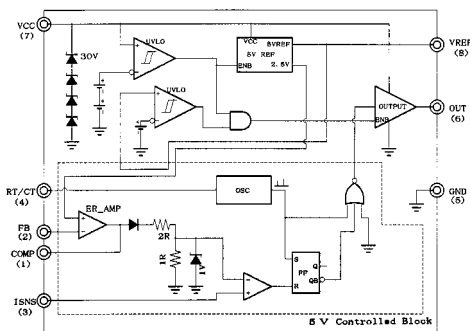 VCC
(7)
30V
UVLO
VCC
5VREF
5V REF
2.5V
ENB
VREF
(8)
UVLO
OUTPUT
ENB
OUT
(6)
RT/CT
(4)
OSC
GND
(5)
ER_AMP
FB
(2)
COMP
(1)
2R
1R
1V
S
Q
FF
QB
R
ISNS
(3)
5V Controlled Block